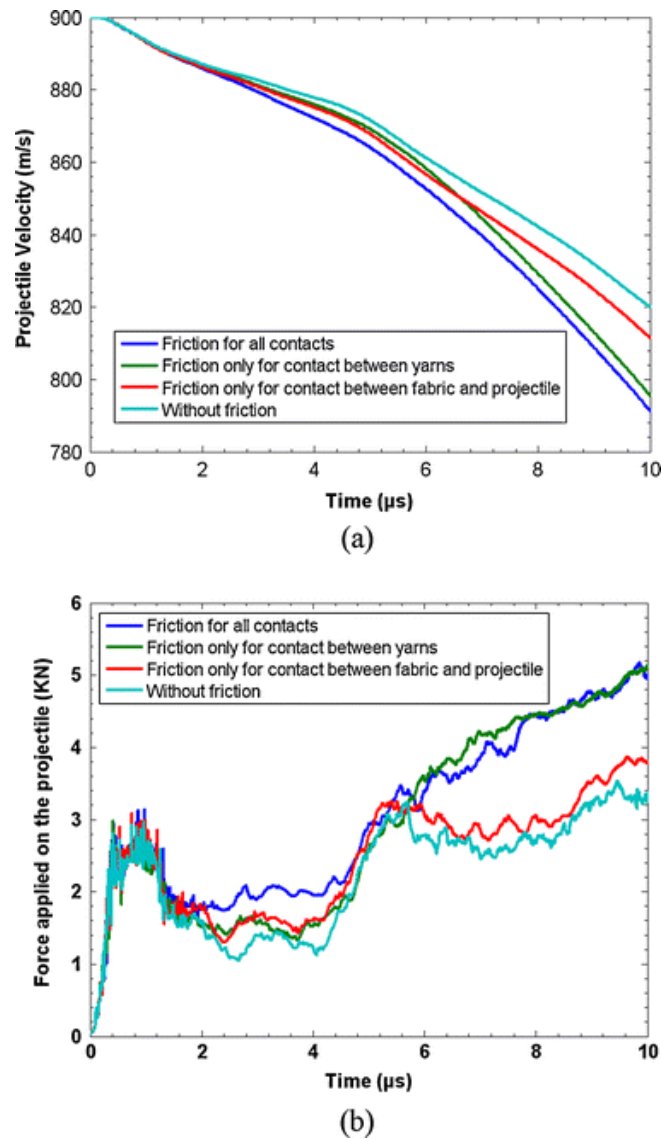 900
880
860
840
820
800
780
Projectile Velocity (m/s)
Friction for all contacts
Friction only for contact between yarns
Friction only for contact between fabric and projectile
Without friction
0 2 4 6 8 10
Time (µs)
(a)
6
5
4
3
2
1
0
Force applied on the projectile (KN)
Friction for all contacts
Friction only for contact between yarns
Friction only for contact between fabric and projectile
Without friction
0 2 4 6 8 10
Time (µs)
(b)